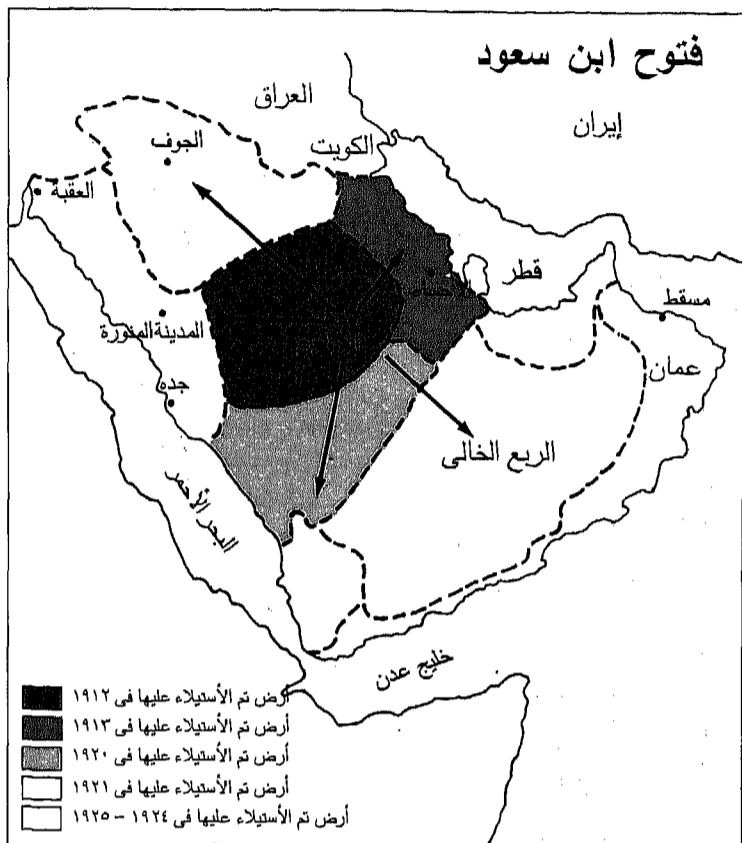 فتوح ابن سعود
العراق
إيران
الكويت
الجوف
العقبة
قطر
مسقط
المدينة المنورة
عمان
جده
الربع الخالى
البحر الأحمر
خليج عدن
أرض تم الأستيلاء عليها فى ١٩١٢
أرض تم الأستيلاء عليها فى ١٩١٣
أرض تم الأستيلاء عليها فى ١٩٢٠
أرض تم الأستيلاء عليها فى ١٩٢١
أرض تم الأستيلاء عليها فى ١٩٢٤ – ١٩٢٥